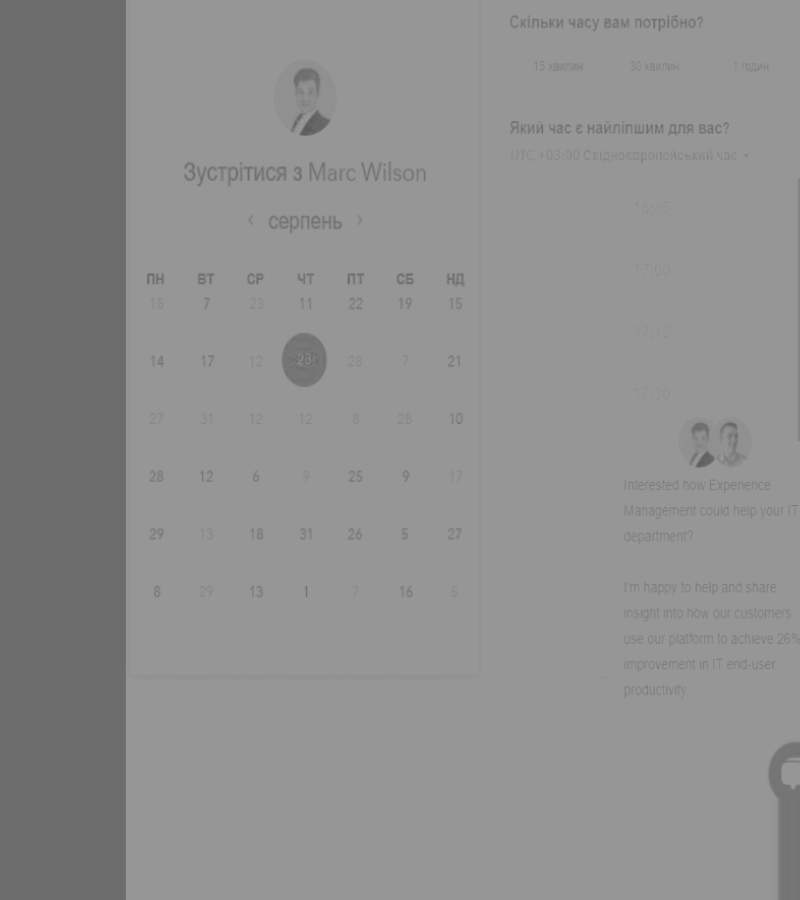 Зустрітися з Marc Wilson
‹ серпень ›
ПН ВТ СР ЧТ ПТ СБ НД
18 7 23 11 22 19 15
14 17 12 23 28 7 21
27 31 12 12 8 28 10
28 12 6 9 25 9 17
29 13 18 31 26 5 27
8 29 13 1 7 16 5
Скільки часу вам потрібно?
15 хвилин 30 хвилин 1 годин
Який час є найліпшим для вас?
UTC +03:00 Східноєвропейський час
16:45
17:00
17:15
17:30
Interested how Experience
Management could help your IT
department?
I'm happy to help and share
insight into how our customers
use our platform to achieve 26%
improvement in IT end-user
productivity.